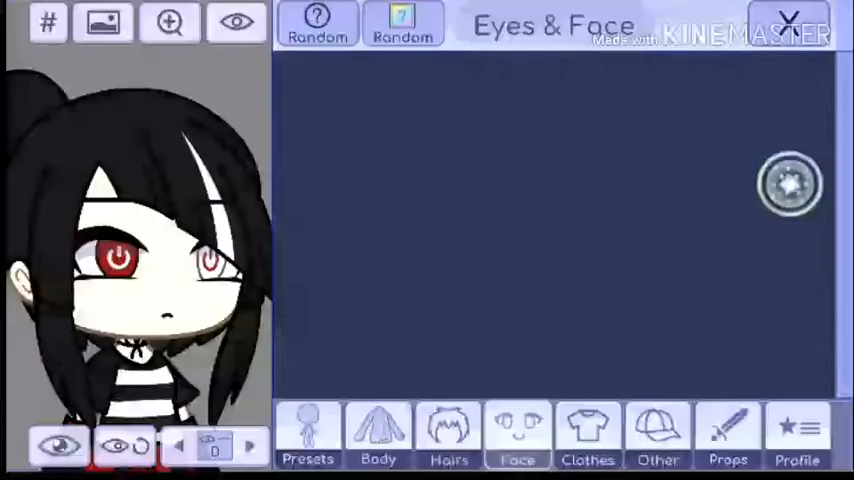 #
?
Random
?
Random
Eyes & Face
X
Made with KINEMASTER
0
Presets
Body
Hairs
Face
Clothes
Other
Props
Profile